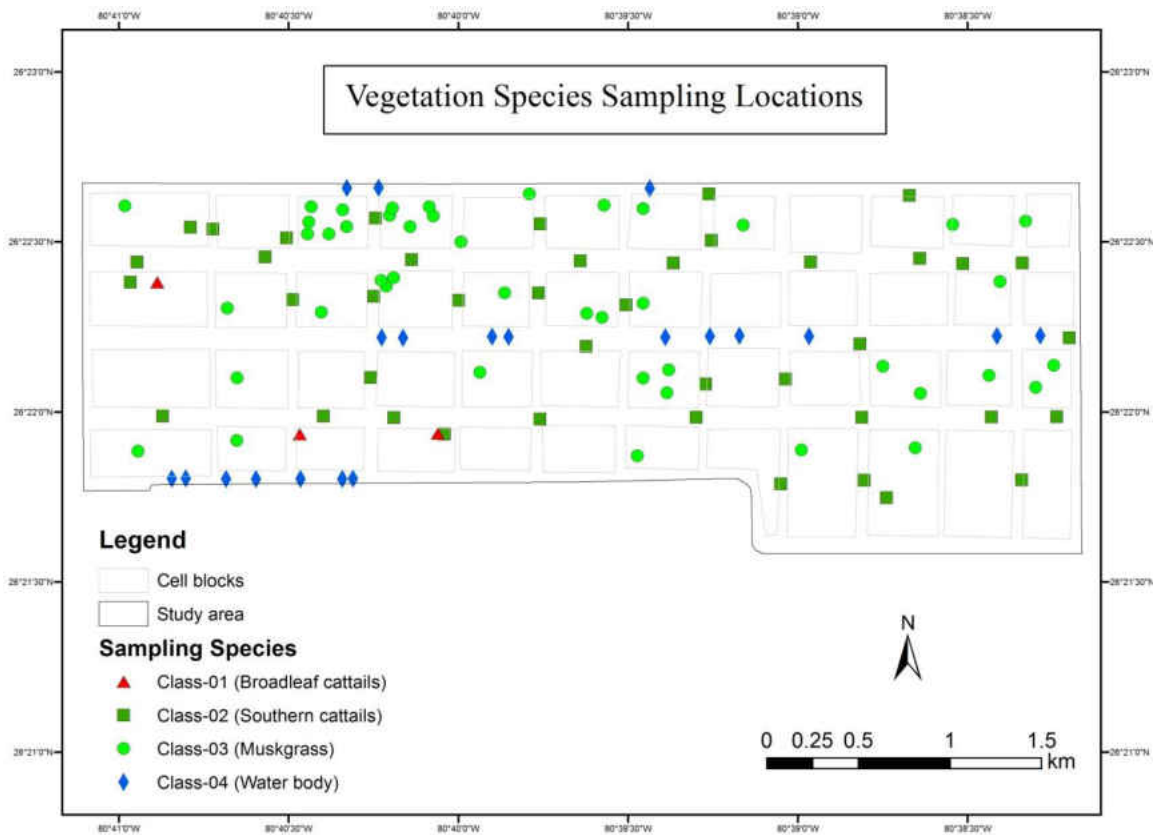 80°41'0"W 80°40'30"W 80°40'0"W 80°39'30"W 80°39'0"W 80°38'30"W
26°23'0"N 26°23'0"N
Vegetation Species Sampling Locations
26°22'30"N 26°22'30"N
26°22'0"N 26°22'0"N
Legend
Cell blocks
26°21'30"N 26°21'30"N
Study area
N
Sampling Species
Class-01 (Broadleaf cattails)
Class-02 (Southern cattails)
Class-03 (Muskgrass)
0 0.25 0.5 1 1.5
26°21'0"N 26°21'0"N
km
Class-04 (Water body)
80°41'0"W 80°40'30"W 80°40'0"W 80°39'30"W 80°39'0"W 80°38'30"W